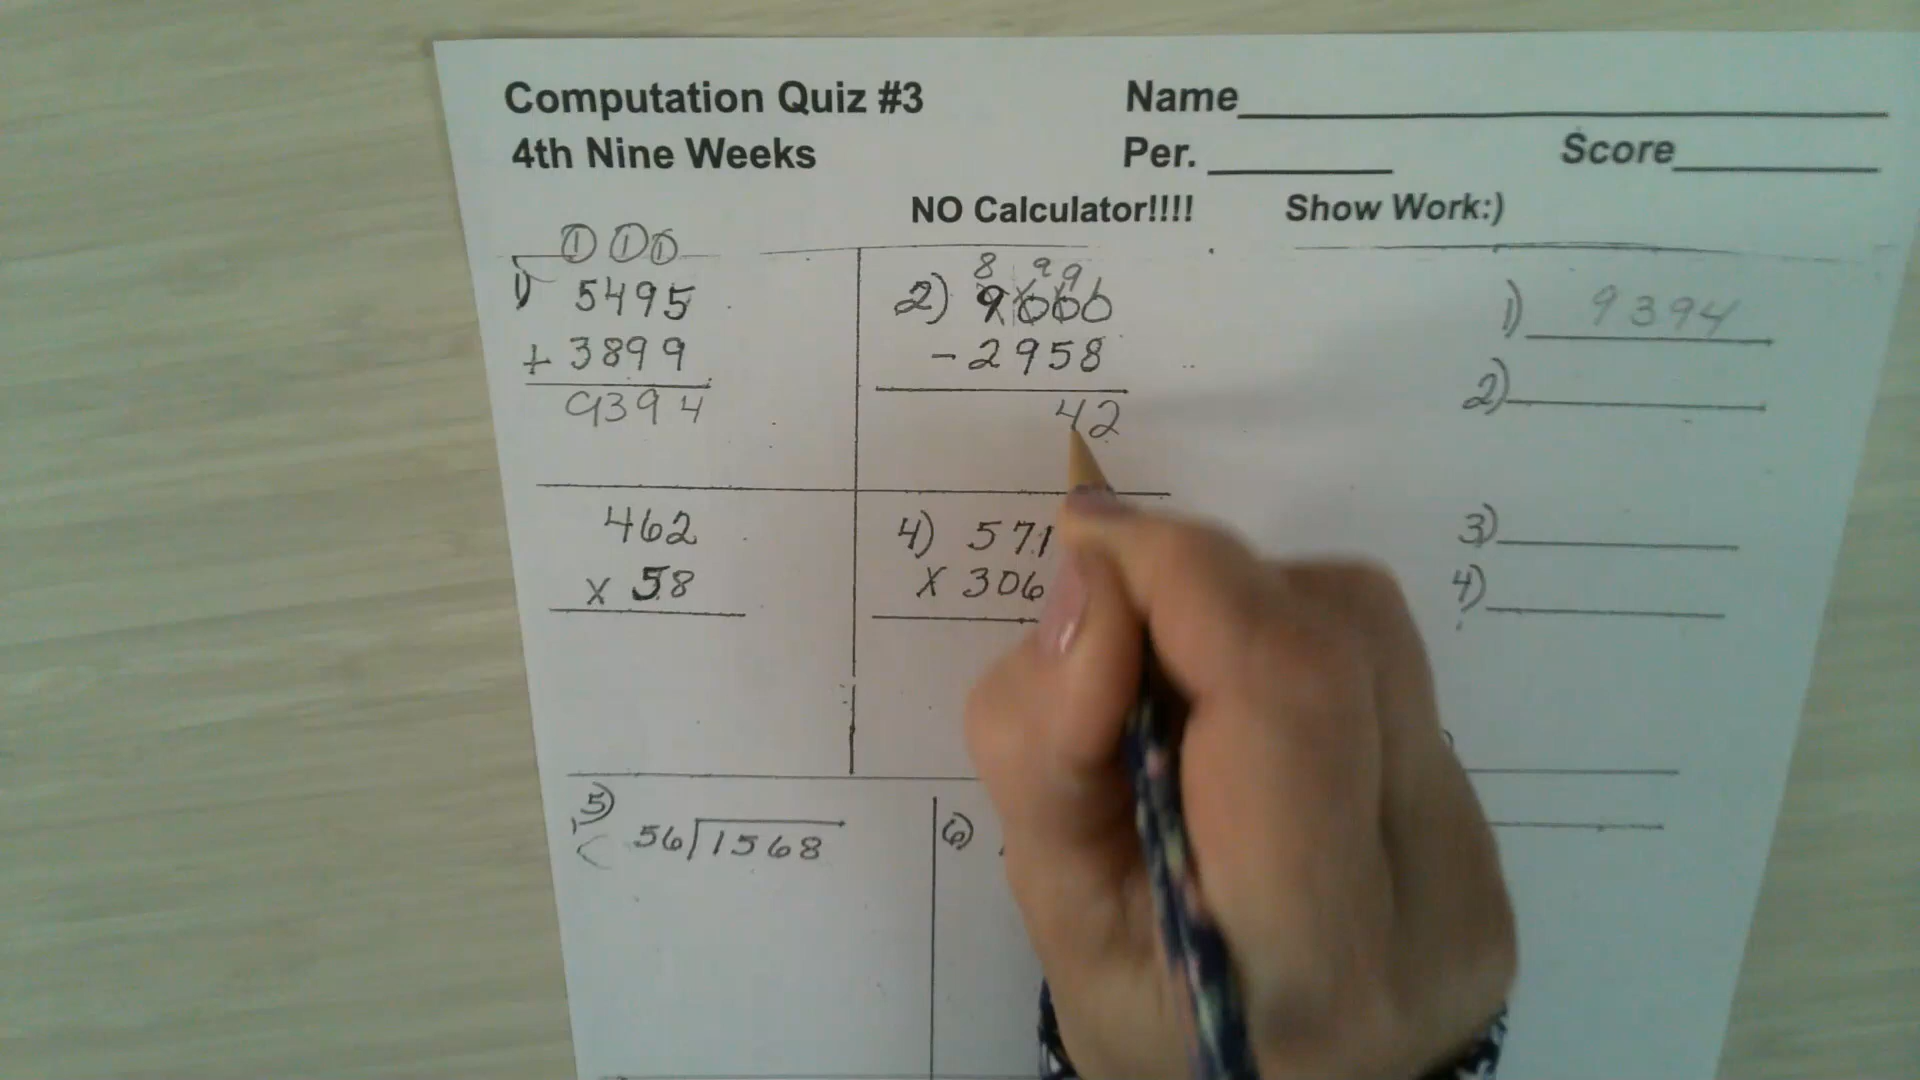 Computation Quiz #3
4th Nine Weeks
Name
Per.
Score
NO Calculator!!!!
Show Work:)
1 1 1
1) 5495
+ 3899
9394
8 9 9
2) 9000
- 2958
42
462
x 58
4) 571
X 306
5)
56)1568
6)
1) 9394
2)
3)
4)